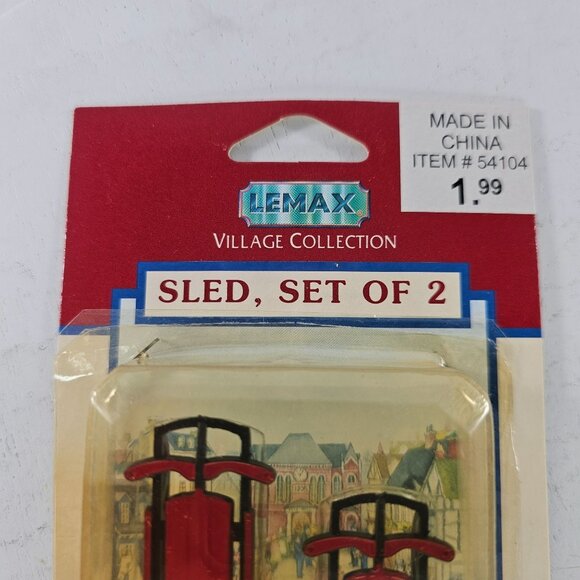 MADE IN
CHINA
ITEM # 54104
1.99
LEMAX®
VILLAGE COLLECTION
SLED, SET OF 2